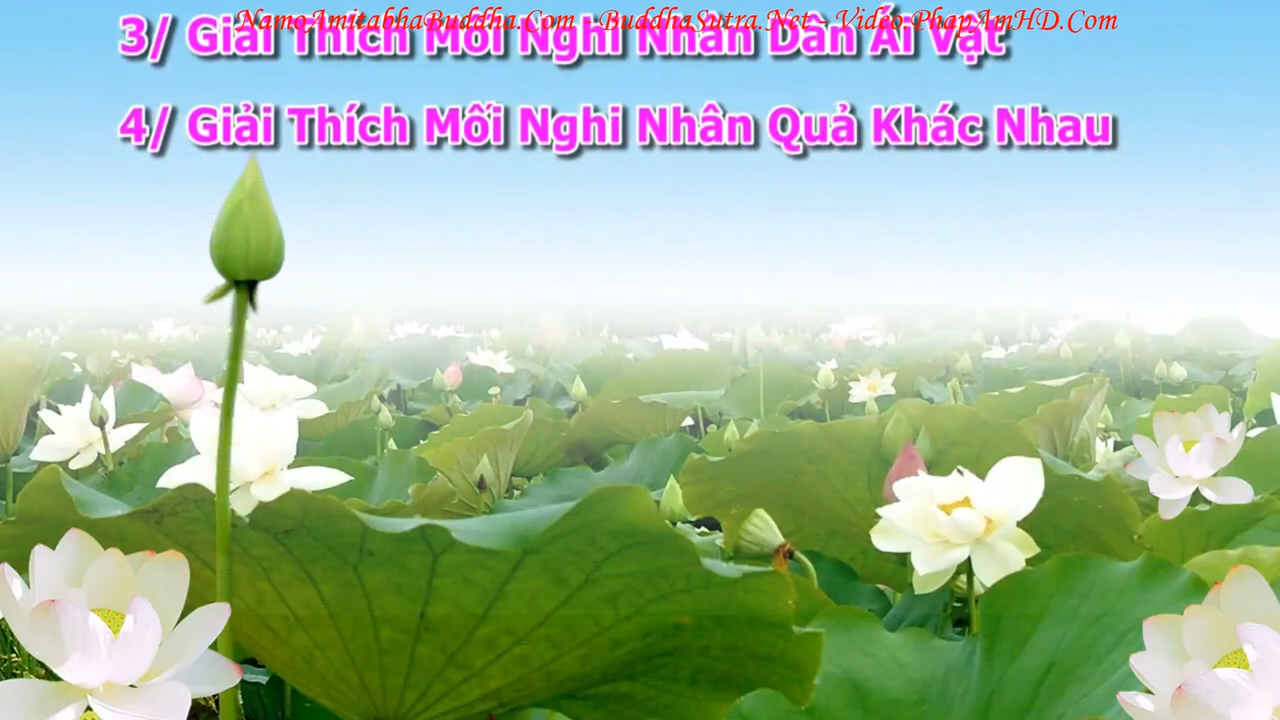 NamoAmitabhaBuddha.Com - BuddhaSutra.Net - Video.PhapAmHD.Com
3/ Giải Thích Mối Nghi Nhân Dân Ái Vật
4/ Giải Thích Mối Nghi Nhân Quả Khác Nhau